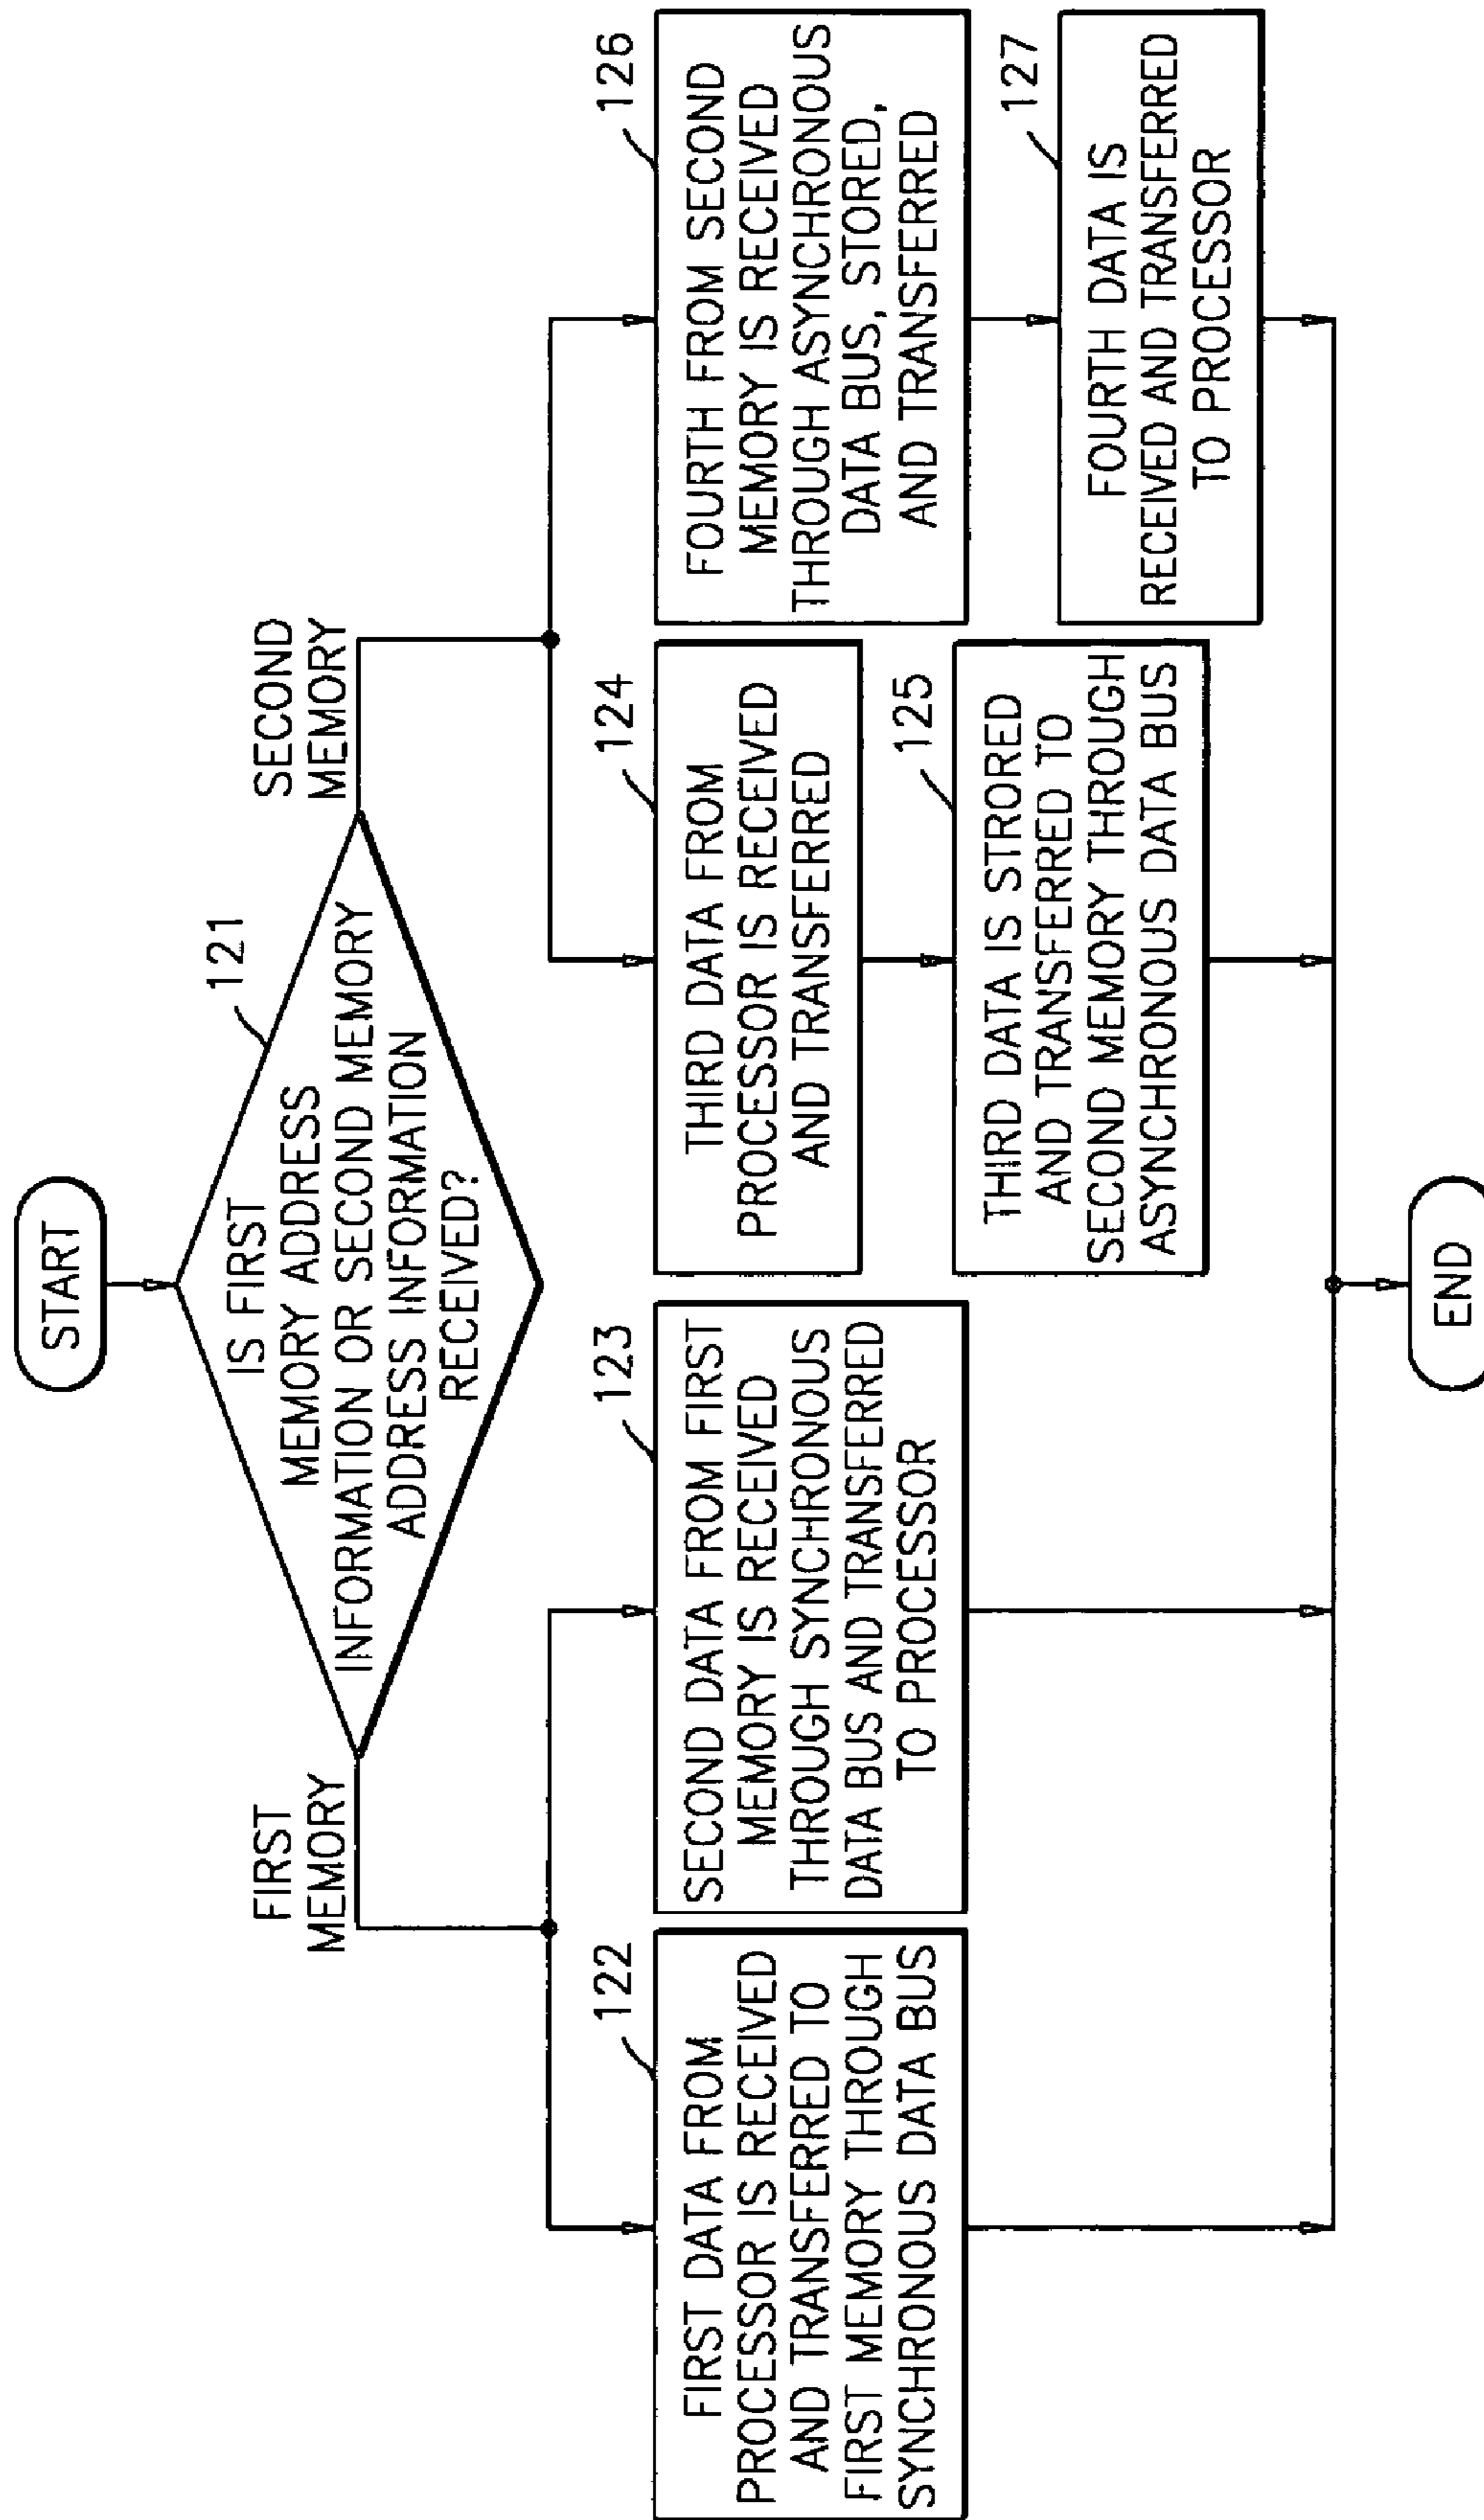 START
121
IS FIRST
MEMORY ADDRESS
INFORMATION OR SECOND MEMORY
ADDRESS INFORMATION
RECEIVED?
FIRST
MEMORY
SECOND
MEMORY
122
FIRST DATA FROM
PROCESSOR IS RECEIVED
AND TRANSFERRED TO
FIRST MEMORY THROUGH
SYNCHRONOUS DATA BUS
123
SECOND DATA FROM FIRST
MEMORY IS RECEIVED
THROUGH SYNCHRONOUS
DATA BUS AND TRANSFERRED
TO PROCESSOR
124
THIRD DATA FROM
PROCESSOR IS RECEIVED
AND TRANSFERRED
125
THIRD DATA IS STRORED
AND TRANSFERRED TO
SECOND MEMORY THROUGH
ASYNCHRONOUS DATA BUS
126
FOURTH FROM SECOND
MEMORY IS RECEIVED
THROUGH ASYNCHRONOUS
DATA BUS, STORED,
AND TRANSFERRED
127
FOURTH DATA IS
RECEIVED AND TRANSFERRED
TO PROCESSOR
END